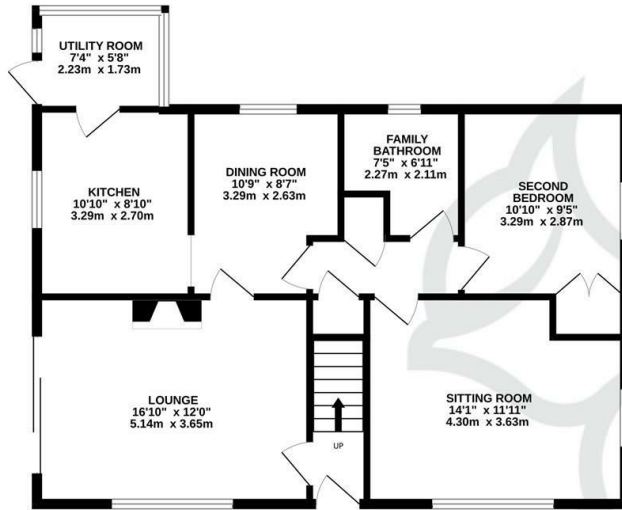 UTILITY ROOM
7'4" x 5'8"
2.23m x 1.73m
KITCHEN
10'10" x 8'10"
3.29m x 2.70m
DINING ROOM
10'9" x 8'7"
3.29m x 2.63m
FAMILY
BATHROOM
7'5" x 6'11"
2.27m x 2.11m
SECOND
BEDROOM
10'10" x 9'5"
3.29m x 2.87m
LOUNGE
16'10" x 12'0"
5.14m x 3.65m
UP
SITTING ROOM
14'1" x 11'11"
4.30m x 3.63m